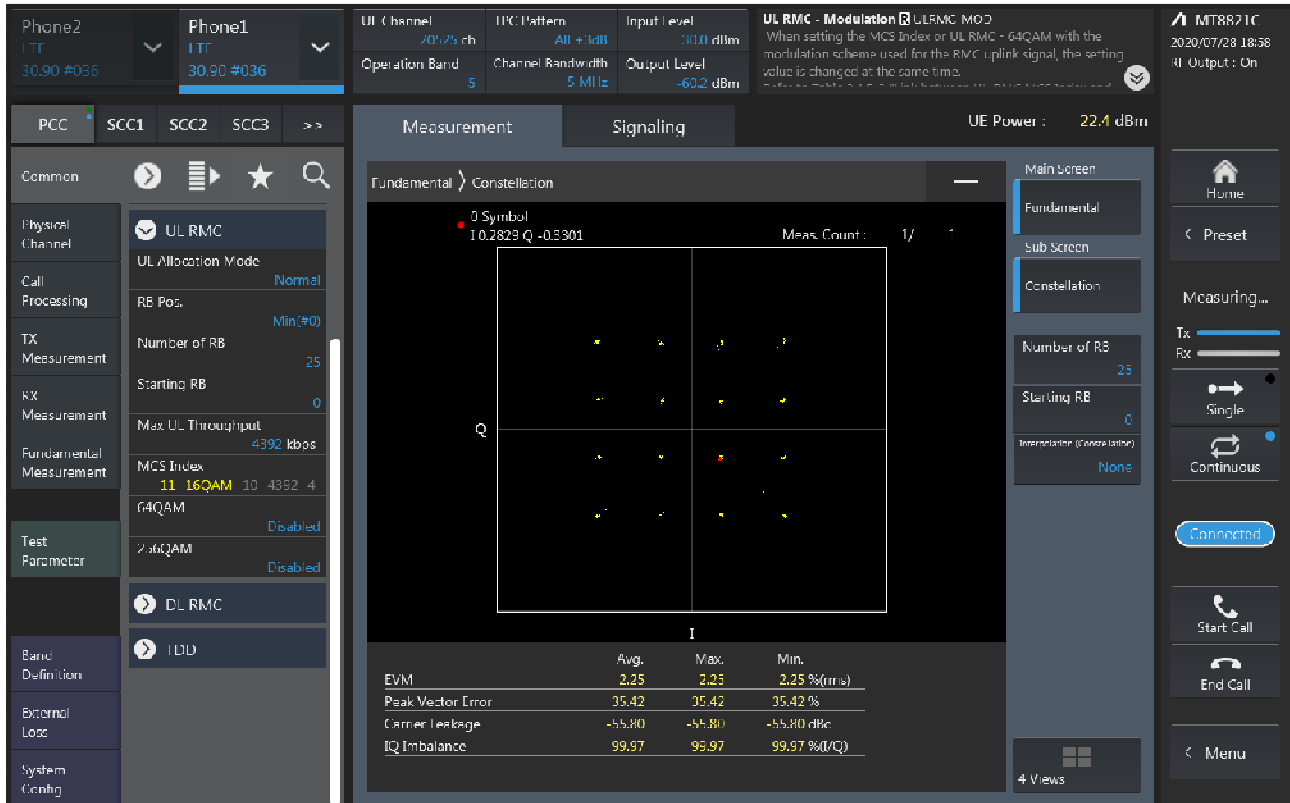 Phone2
LTE
30.90 #036
Phone1
LTE
30.90 #036
UL Channel
20525 ch
Operation Band
5
TPC Pattern
All +3dB
Channel Bandwidth
5 MHz
Input Level
30.0 dBm
Output Level
-60.2 dBm
UL RMC - Modulation R ULRMC_MOD
When setting the MCS Index or UL RMC - 64QAM with the
modulation scheme used for the RMC uplink signal, the setting
value is changed at the same time.
MT8821C
2020/07/28 18:58
RF Output : On
PCC
SCC1
SCC2
SCC3
>>
Measurement
Signaling
UE Power : 22.4 dBm
Common
Physical
Channel
Call
Processing
TX
Measurement
RX
Measurement
Fundamental
Measurement
Test
Parameter
Band
Definition
External
Loss
System
Config
UL RMC
UL Allocation Mode
Normal
RB Pos.
Min(#0)
Number of RB
25
Starting RB
0
Max UL Throughput
4392 kbps
MCS Index
11 16QAM 10 4392 4
64QAM
Disabled
256QAM
Disabled
DL RMC
TDD
Fundamental
Constellation
0 Symbol
I 0.2829 Q -0.3301
Meas. Count : 1/ 1
Q
I
Avg. Max. Min.
EVM 2.25 2.25 2.25 %(rms)
Peak Vector Error 35.42 35.42 35.42 %
Carrier Leakage -55.80 -55.80 -55.80 dBc
IQ Imbalance 99.97 99.97 99.97 %(I/Q)
Main Screen
Fundamental
Sub Screen
Constellation
Number of RB
25
Starting RB
0
Interpolation (Constellation)
None
4 Views
Home
< Preset
Measuring...
Tx
Rx
Single
Continuous
Connected
Start Call
End Call
< Menu